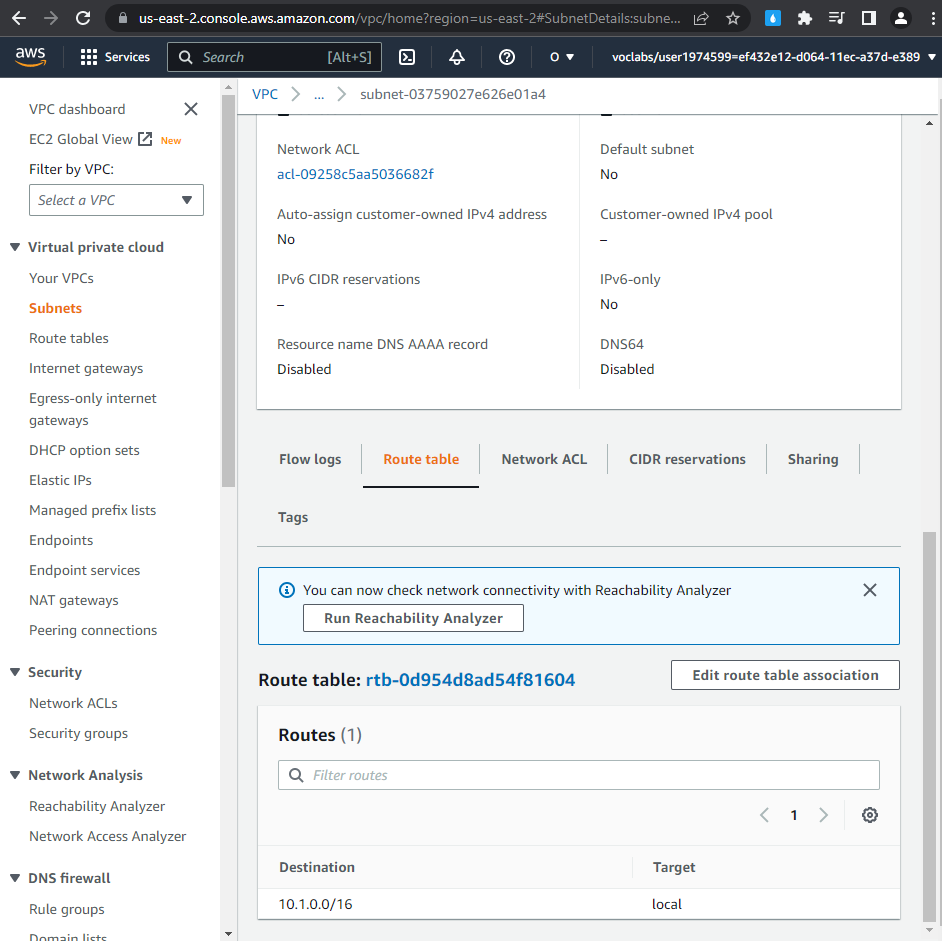 us-east-2.console.aws.amazon.com/vpc/home?region=us-east-2#SubnetDetails:subne...
aws
Services
Search [Alt+S]
O
voclabs/user1974599=ef432e12-d064-11ec-a37d-e389
VPC dashboard
EC2 Global View New
Filter by VPC:
Select a VPC
Virtual private cloud
Your VPCs
Subnets
Route tables
Internet gateways
Egress-only internet
gateways
DHCP option sets
Elastic IPs
Managed prefix lists
Endpoints
Endpoint services
NAT gateways
Peering connections
Security
Network ACLs
Security groups
Network Analysis
Reachability Analyzer
Network Access Analyzer
DNS firewall
Rule groups
Domain lists
VPC > ... > subnet-03759027e626e01a4
Network ACL
acl-09258c5aa5036682f
Default subnet
No
Auto-assign customer-owned IPv4 address
No
Customer-owned IPv4 pool
–
IPv6 CIDR reservations
–
IPv6-only
No
Resource name DNS AAAA record
Disabled
DNS64
Disabled
Flow logs
Route table
Network ACL
CIDR reservations
Sharing
Tags
You can now check network connectivity with Reachability Analyzer
Run Reachability Analyzer
Route table: rtb-0d954d8ad54f81604
Edit route table association
Routes (1)
Filter routes
1
Destination Target
10.1.0.0/16 local